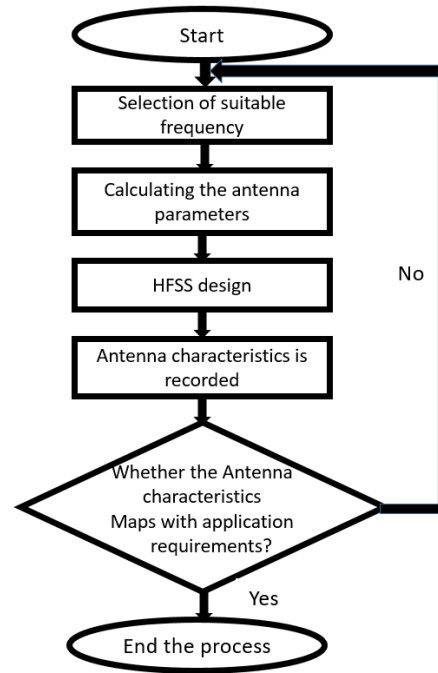 Start
Selection of suitable
frequency
Calculating the antenna
parameters
HFSS design
No
Antenna characteristics is
recorded
Whether the Antenna
characteristics
Maps with application
requirements?
Yes
End the process